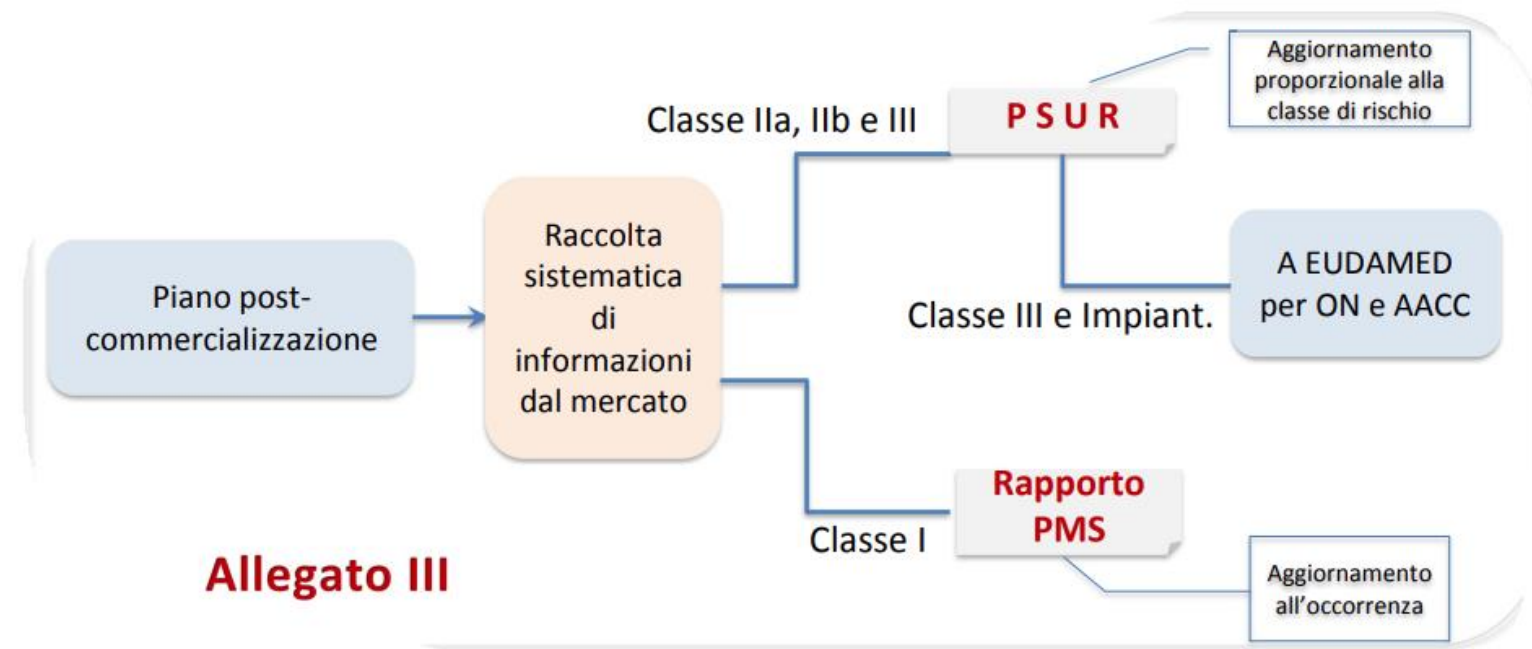 Piano post-
commercializzazione
Raccolta
sistematica
di
informazioni
dal mercato
Classe IIa, IIb e III
P S U R
Aggiornamento
proporzionale alla
classe di rischio
Classe III e Impiant.
A EUDAMED
per ON e AACC
Classe I
Rapporto
PMS
Aggiornamento
all'occorrenza
Allegato III